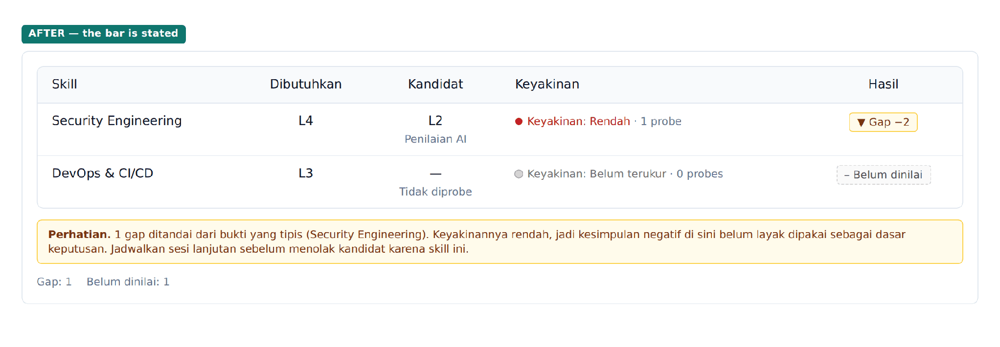 AFTER — the bar is stated
Skill Dibutuhkan Kandidat Keyakinan Hasil
Security Engineering L4 L2 Keyakinan: Rendah · 1 probe ▼ Gap −2
Penilaian AI
DevOps & CI/CD L3 — Keyakinan: Belum terukur · 0 probes – Belum dinilai
Tidak diprobe
Perhatian. 1 gap ditandai dari bukti yang tipis (Security Engineering). Keyakinannya rendah, jadi kesimpulan negatif di sini belum layak dipakai sebagai dasar
keputusan. Jadwalkan sesi lanjutan sebelum menolak kandidat karena skill ini.
Gap: 1 Belum dinilai: 1